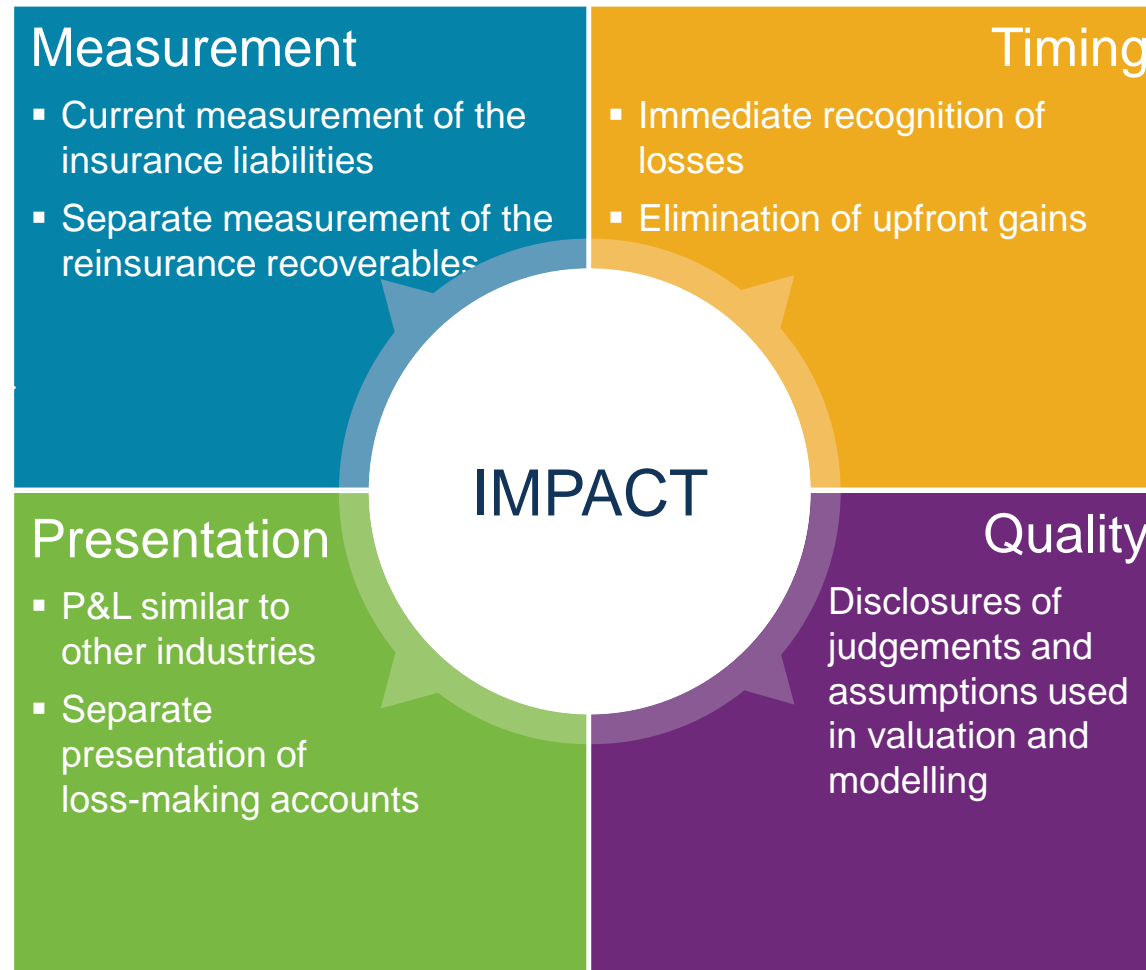 Measurement
▪ Current measurement of the
insurance liabilities
▪ Separate measurement of the
reinsurance recoverables
Timing
▪ Immediate recognition of
losses
▪ Elimination of upfront gains
IMPACT
Presentation
▪ P&L similar to
other industries
▪ Separate
presentation of
loss-making accounts
Quality
Disclosures of
judgements and
assumptions used
in valuation and
modelling